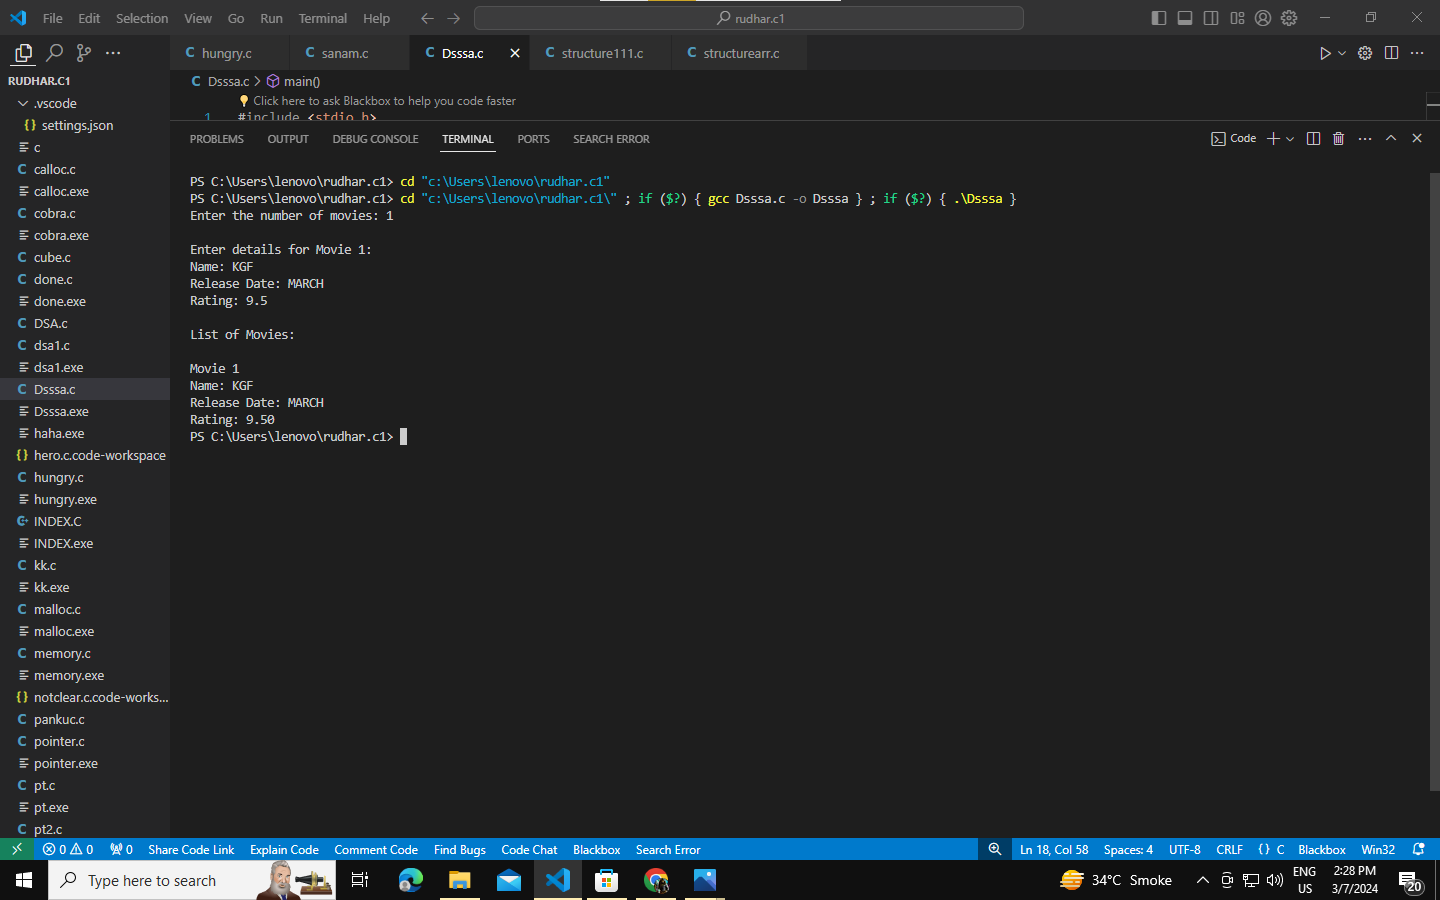 File Edit Selection View Go Run Terminal Help
rudhar.c1
hungry.c
sanam.c
Dsssa.c
structure111.c
structurearr.c
RUDHAR.C1
Dsssa.c > main()
.vscode
Click here to ask Blackbox to help you code faster
1 #include <stdio.h>
settings.json
PROBLEMS OUTPUT DEBUG CONSOLE TERMINAL PORTS SEARCH ERROR
Code
c
calloc.c
calloc.exe
cobra.c
cobra.exe
cube.c
done.c
done.exe
DSA.c
dsa1.c
dsa1.exe
Dsssa.c
Dsssa.exe
haha.exe
hero.c.code-workspace
hungry.c
hungry.exe
INDEX.C
INDEX.exe
kk.c
kk.exe
malloc.c
malloc.exe
memory.c
memory.exe
notclear.c.code-works...
pankuc.c
pointer.c
pointer.exe
pt.c
pt.exe
pt2.c
PS C:\Users\lenovo\rudhar.c1> cd "c:\Users\lenovo\rudhar.c1"
PS C:\Users\lenovo\rudhar.c1> cd "c:\Users\lenovo\rudhar.c1\" ; if ($?) { gcc Dsssa.c -o Dsssa } ; if ($?) { .\Dsssa }
Enter the number of movies: 1
Enter details for Movie 1:
Name: KGF
Release Date: MARCH
Rating: 9.5
List of Movies:
Movie 1
Name: KGF
Release Date: MARCH
Rating: 9.50
PS C:\Users\lenovo\rudhar.c1>
0 0 0 Share Code Link Explain Code Comment Code Find Bugs Code Chat Blackbox Search Error
Ln 18, Col 58 Spaces: 4 UTF-8 CRLF {} C Blackbox Win32
Type here to search
34°C Smoke
ENG
US
2:28 PM
3/7/2024
20